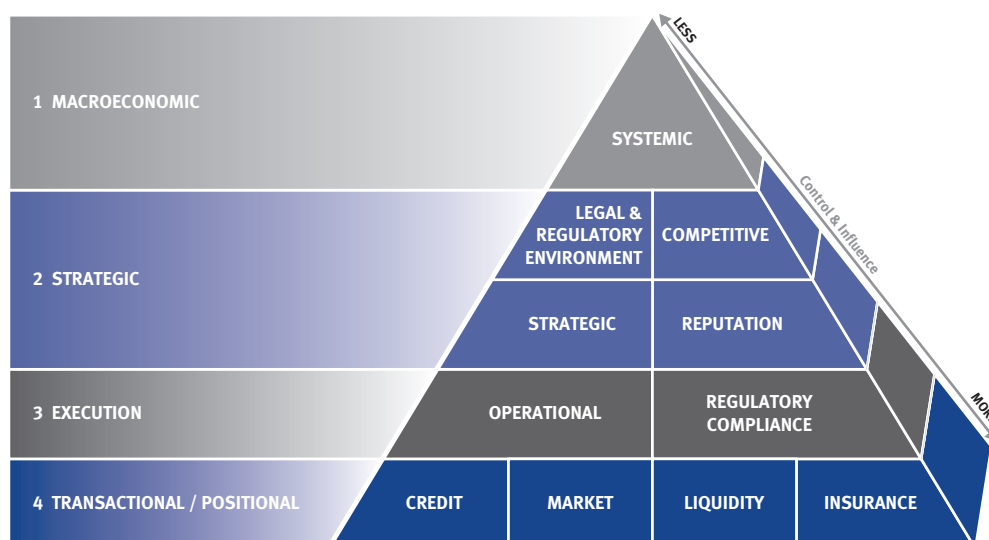 LESS
1 MACROECONOMIC
SYSTEMIC
Control & Influence
2 STRATEGIC
LEGAL &
REGULATORY
ENVIRONMENT
COMPETITIVE
STRATEGIC
REPUTATION
MORE
3 EXECUTION
OPERATIONAL
REGULATORY
COMPLIANCE
4 TRANSACTIONAL / POSITIONAL
CREDIT
MARKET
LIQUIDITY
INSURANCE